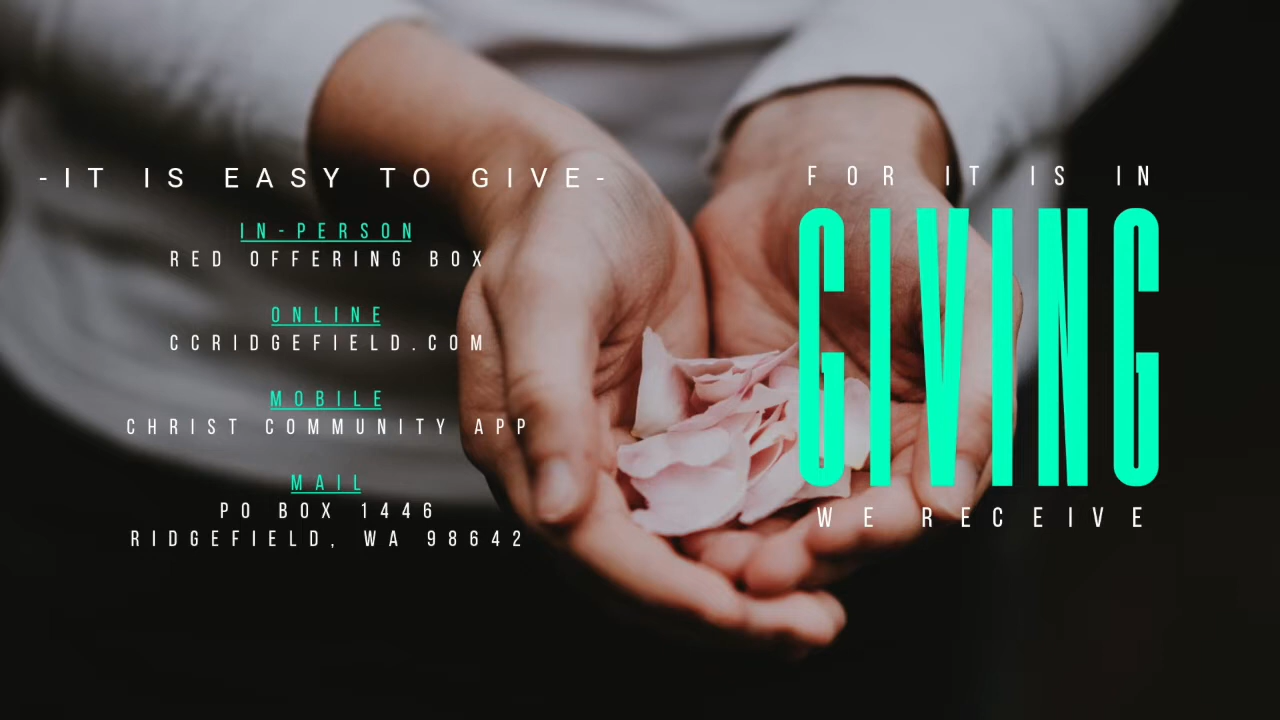 -IT IS EASY TO GIVE-
IN-PERSON
RED OFFERING BOX
ONLINE
CCRIDGEFIELD.COM
MOBILE
CHRIST COMMUNITY APP
MAIL
PO BOX 1446
RIDGEFIELD, WA 98642
FOR IT IS IN
GIVING
WE RECEIVE